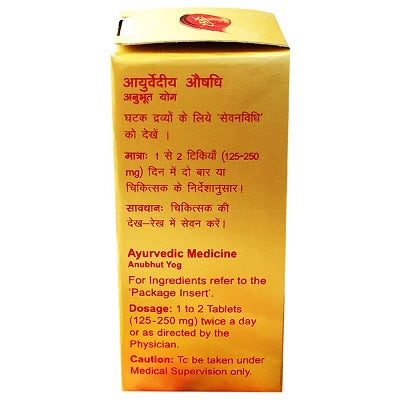 आयुर्वेदीय औषधि
अनुभूत योग
घटक द्रव्यों के लिये 'सेवनविधि'
को देखें ।
मात्राः 1 से 2 टिकियाँ (125-250
mg) दिन में दो बार या
चिकित्सक के निर्देशानुसार।
सावधानः चिकित्सक की
देख-रेख में सेवन करें।
Ayurvedic Medicine
Anubhut Yog
For Ingredients refer to the
'Package Insert'.
Dosage: 1 to 2 Tablets
(125-250 mg) twice a day
or as directed by the
Physician.
Caution: To be taken under
Medical Supervision only.